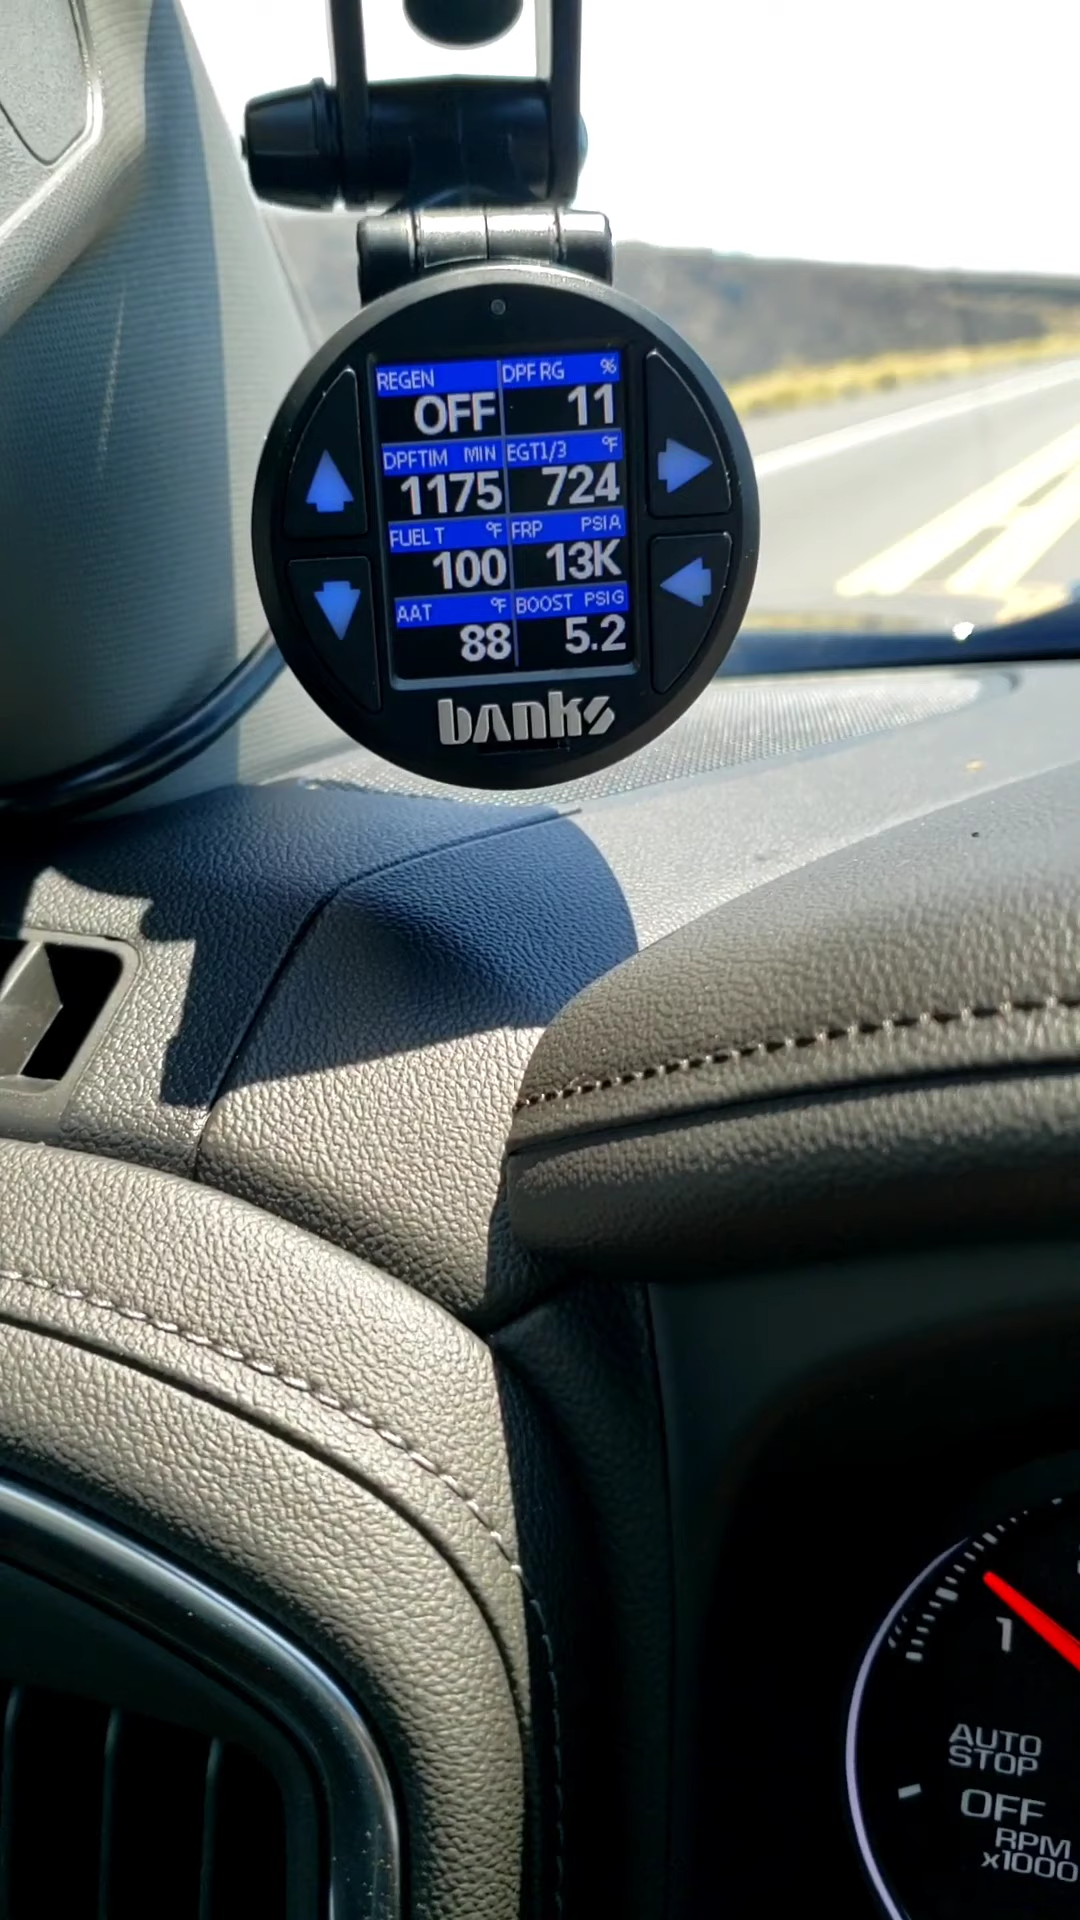 REGEN DPF RG %
OFF 11
DPFTIM MIN EGT1/3 °F
1175 724
FUEL T °F FRP PSIA
100 13K
AAT °F BOOST PSIG
88 5.2
banks
1
AUTO
STOP
OFF
RPM
x1000